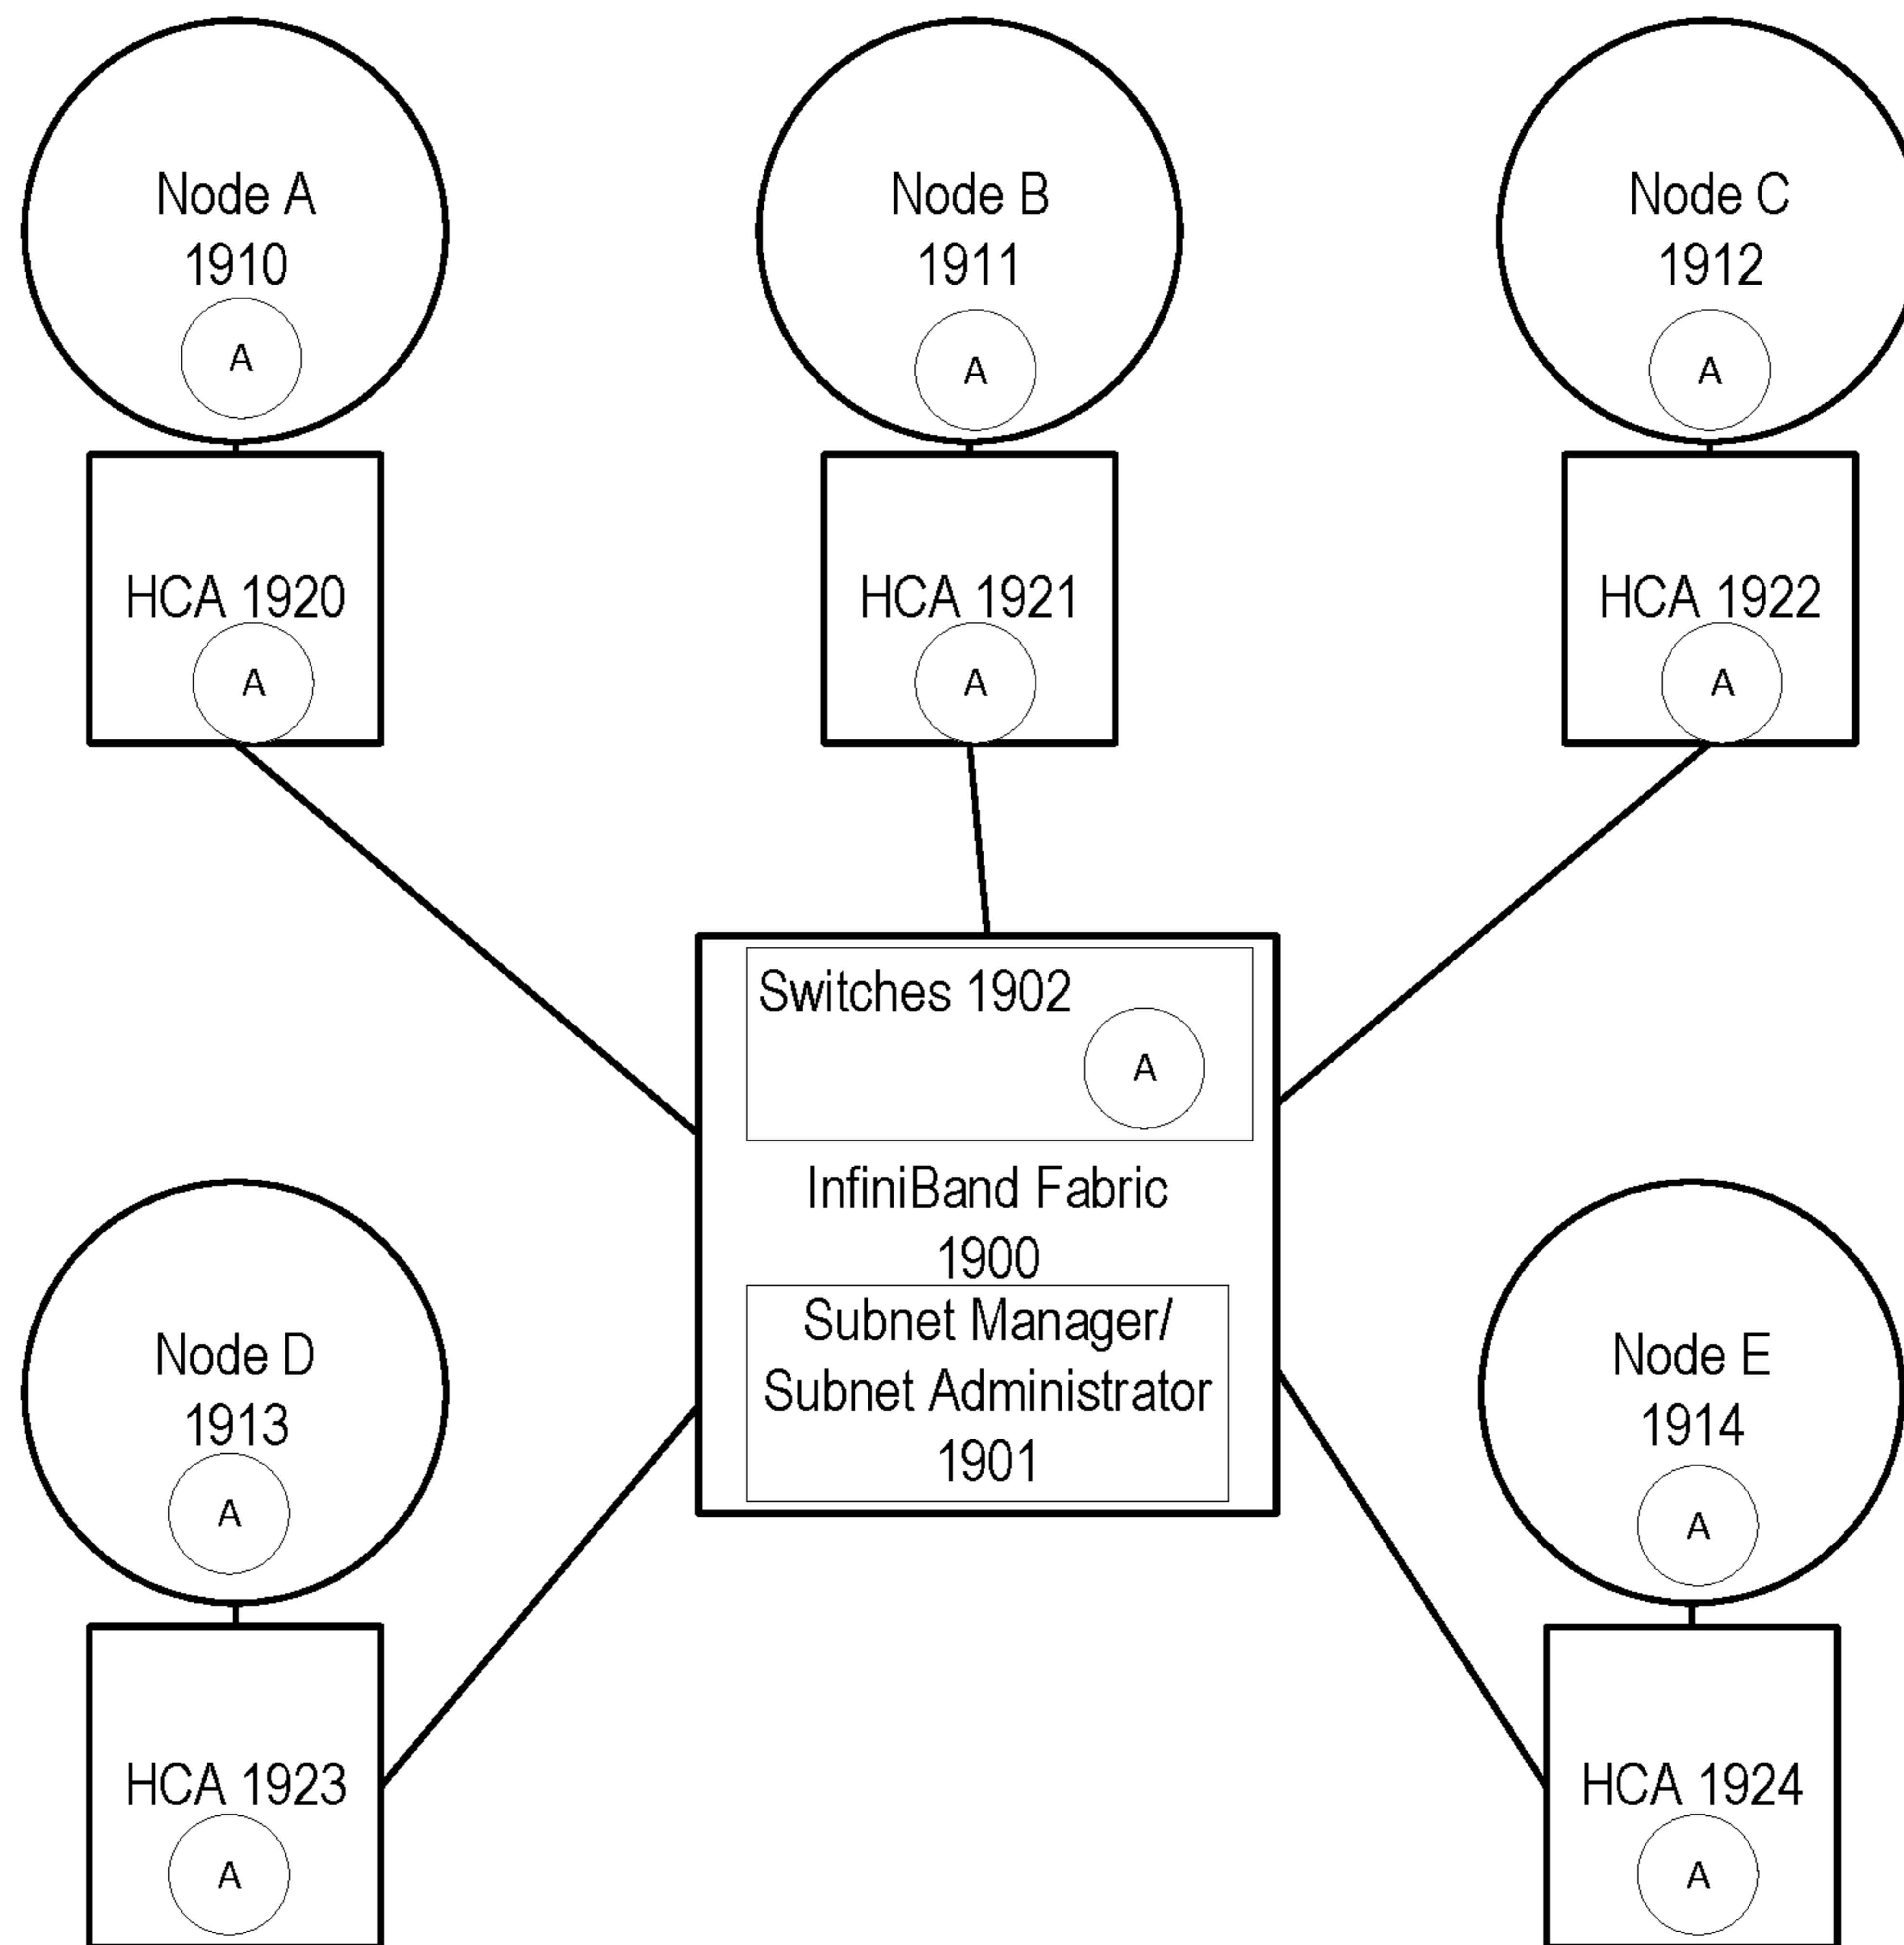 Node A
1910
A
Node B
1911
A
Node C
1912
A
HCA 1920
A
HCA 1921
A
HCA 1922
A
Switches 1902
A
InfiniBand Fabric
1900
Subnet Manager/
Subnet Administrator
1901
Node D
1913
A
Node E
1914
A
HCA 1923
A
HCA 1924
A